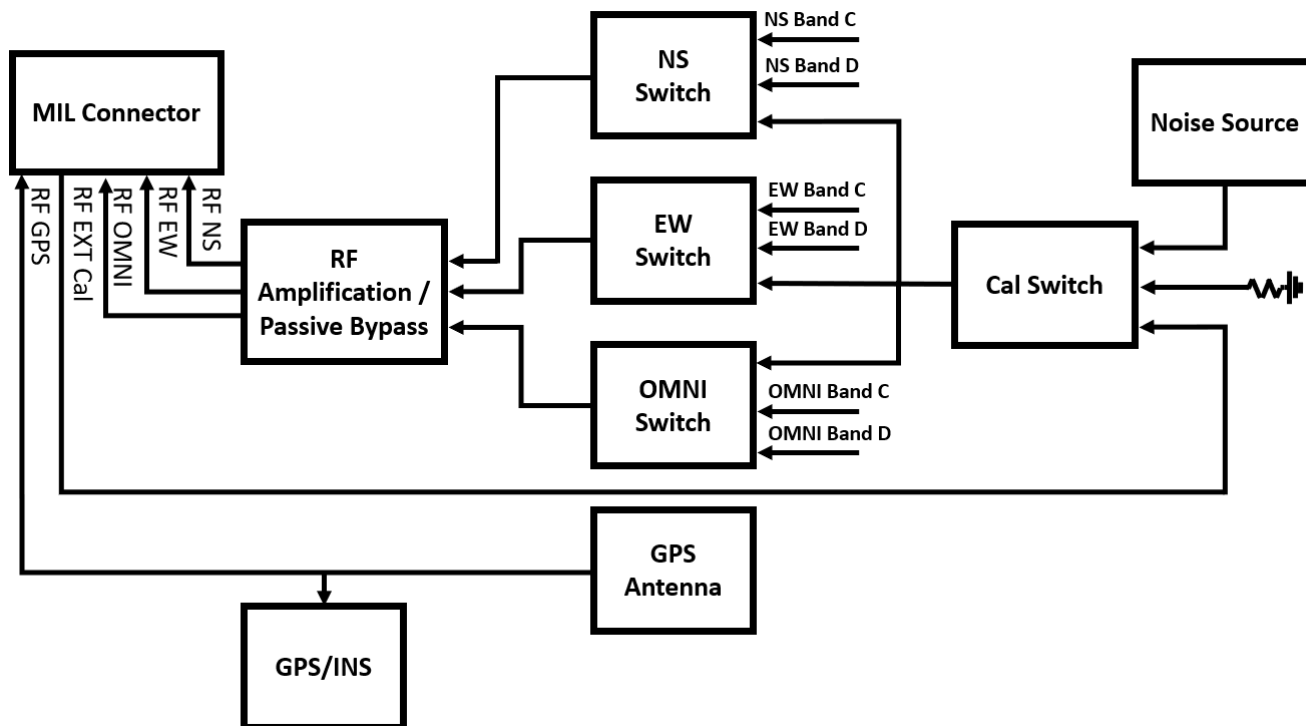 NS Band C
NS
Switch
NS Band D
MIL Connector
Noise Source
RF GPS
RF EXT Cal
RF OMNI
RF EW
RF NS
EW Band C
EW
Switch
EW Band D
RF
Amplification /
Passive Bypass
Cal Switch
OMNI
Switch
OMNI Band C
OMNI Band D
GPS
Antenna
GPS/INS